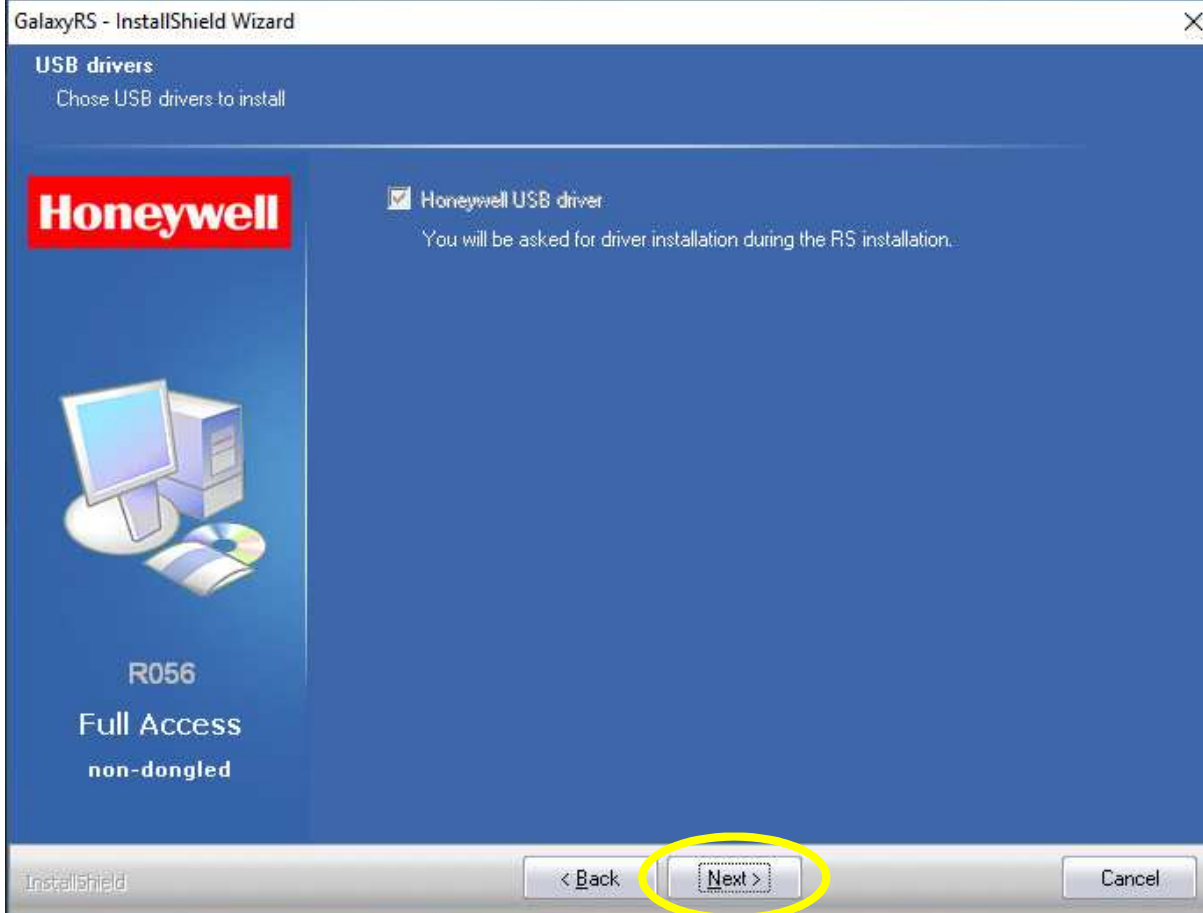 GalaxyRS - InstallShield Wizard
USB drivers
Chose USB drivers to install
Honeywell
Honeywell USB driver
You will be asked for driver installation during the RS installation.
R056
Full Access
non-dongled
InstallShield
< Back
Next >
Cancel